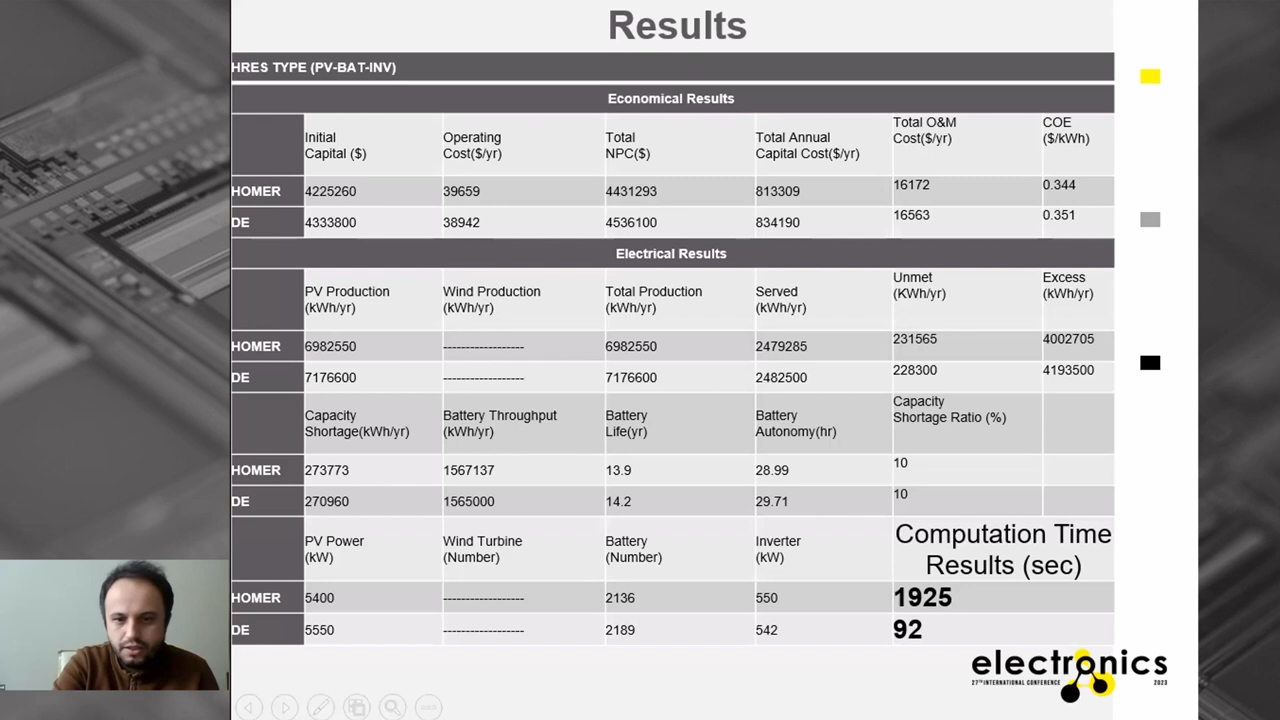 Results
HRES TYPE (PV-BAT-INV)
Economical Results
Initial Capital ($) Operating Cost($/yr) Total NPC($) Total Annual Capital Cost($/yr) Total O&M Cost($/yr) COE ($/kWh)
HOMER 4225260 39659 4431293 813309 16172 0.344
DE 4333800 38942 4536100 834190 16563 0.351
Electrical Results
PV Production (kWh/yr) Wind Production (kWh/yr) Total Production (kWh/yr) Served (kWh/yr) Unmet (KWh/yr) Excess (kWh/yr)
HOMER 6982550 ------------------ 6982550 2479285 231565 4002705
DE 7176600 ------------------ 7176600 2482500 228300 4193500
Capacity Shortage(kWh/yr) Battery Throughput (kWh/yr) Battery Life(yr) Battery Autonomy(hr) Capacity Shortage Ratio (%)
HOMER 273773 1567137 13.9 28.99 10
DE 270960 1565000 14.2 29.71 10
PV Power (kW) Wind Turbine (Number) Battery (Number) Inverter (kW) Computation Time Results (sec)
HOMER 5400 ------------------ 2136 550 1925
DE 5550 ------------------ 2189 542 92
electronics
27TH INTERNATIONAL CONFERENCE 2023